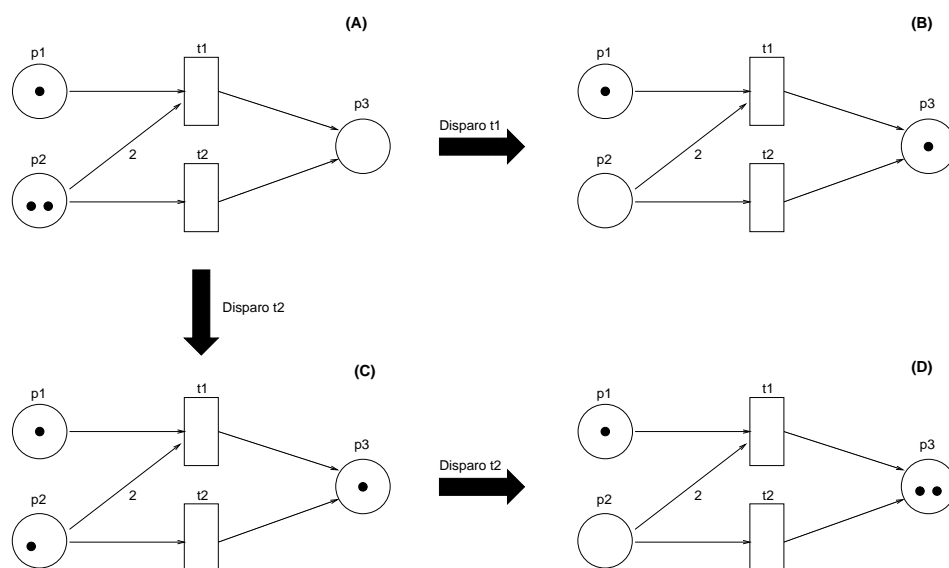 (A)
p1
t1
p3
p2
2
t2
Disparo t1
(B)
p1
t1
p3
p2
2
t2
Disparo t2
(C)
p1
t1
p3
p2
2
t2
Disparo t2
(D)
p1
t1
p3
p2
2
t2